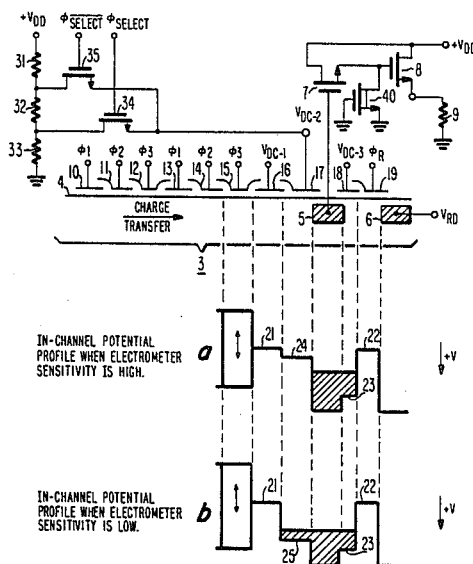 +VDD φSELECT̅ φSELECT
+VDD
31 35
8
32 34
7 40
9
33 VDC-2
φ1 φ2 φ3 φ1 φ2 φ3 VDC-1 VDC-3 φR
4 10 11 12 13 14 15 16 17 18 19
CHARGE TRANSFER
5 6 VRD
3
a
IN-CHANNEL POTENTIAL
PROFILE WHEN ELECTROMETER
SENSITIVITY IS HIGH.
21 24 22 23
+V
b
IN-CHANNEL POTENTIAL
PROFILE WHEN ELECTROMETER
SENSITIVITY IS LOW.
21 25 22 23
+V